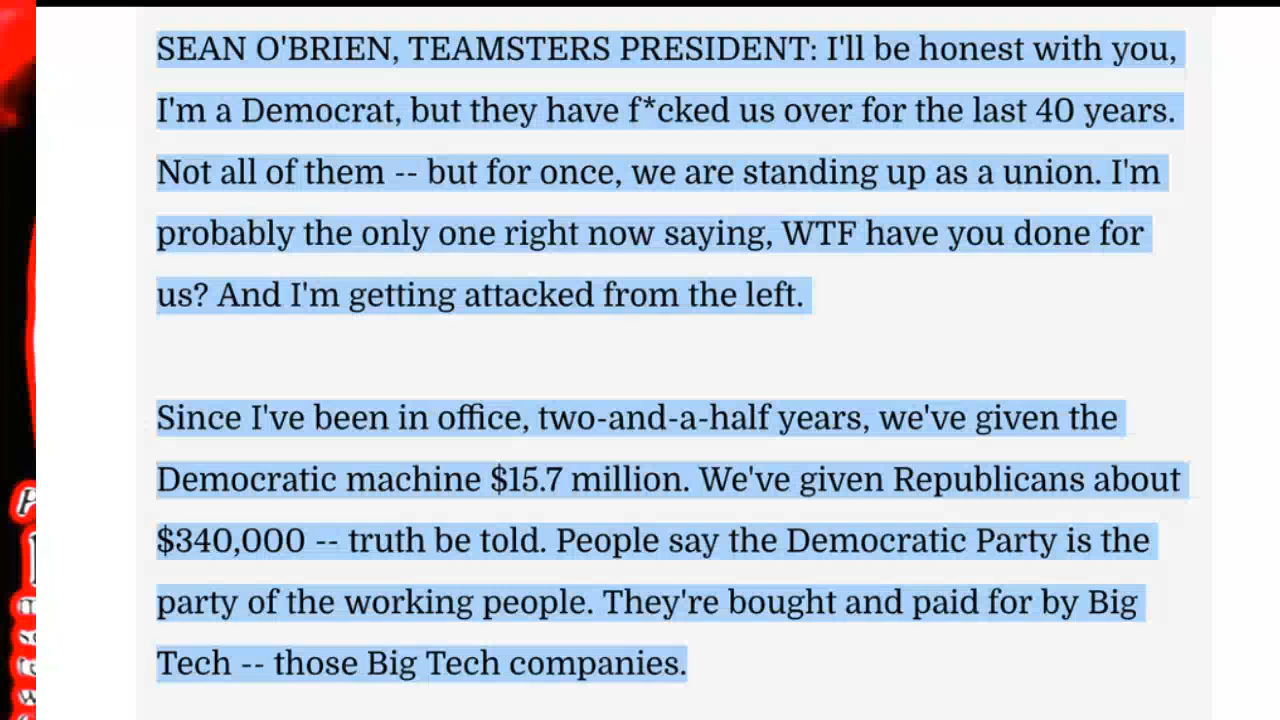 SEAN O'BRIEN, TEAMSTERS PRESIDENT: I'll be honest with you,
I'm a Democrat, but they have f*cked us over for the last 40 years.
Not all of them -- but for once, we are standing up as a union. I'm
probably the only one right now saying, WTF have you done for
us? And I'm getting attacked from the left.
Since I've been in office, two-and-a-half years, we've given the
Democratic machine $15.7 million. We've given Republicans about
$340,000 -- truth be told. People say the Democratic Party is the
party of the working people. They're bought and paid for by Big
Tech -- those Big Tech companies.